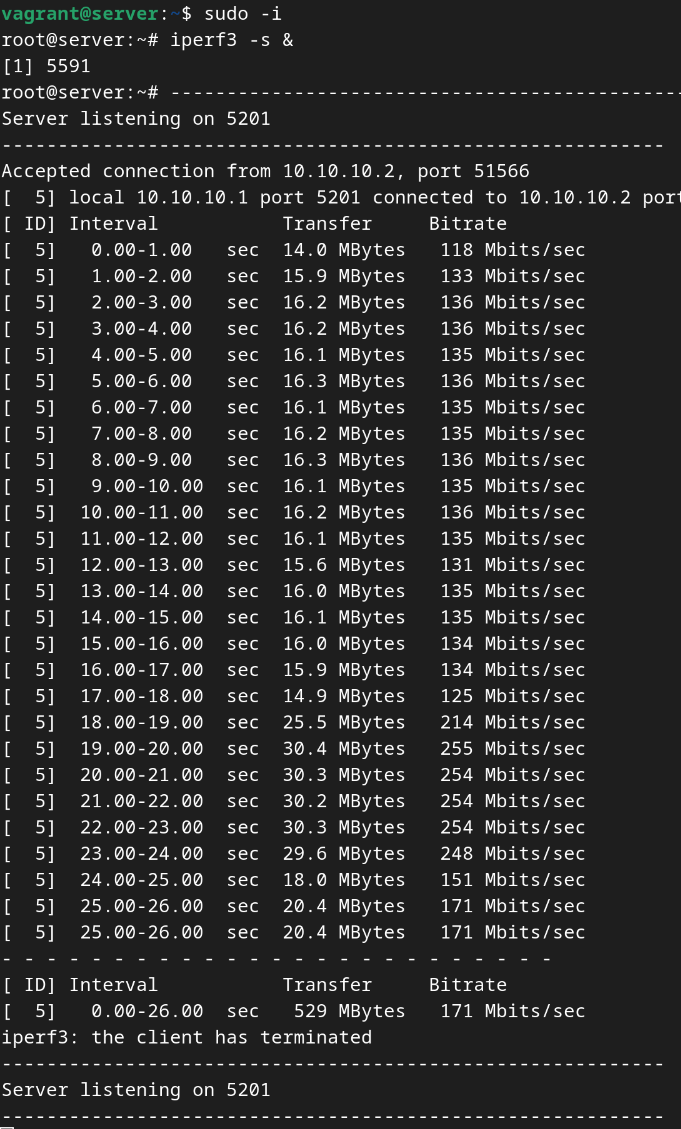 vagrant@server:~$ sudo -i
root@server:~# iperf3 -s &
[1] 5591
root@server:~# ----------------------------------------------
Server listening on 5201
-----------------------------------------------------------
Accepted connection from 10.10.10.2, port 51566
[  5] local 10.10.10.1 port 5201 connected to 10.10.10.2 port
[ ID] Interval           Transfer     Bitrate
[  5]   0.00-1.00   sec  14.0 MBytes   118 Mbits/sec
[  5]   1.00-2.00   sec  15.9 MBytes   133 Mbits/sec
[  5]   2.00-3.00   sec  16.2 MBytes   136 Mbits/sec
[  5]   3.00-4.00   sec  16.2 MBytes   136 Mbits/sec
[  5]   4.00-5.00   sec  16.1 MBytes   135 Mbits/sec
[  5]   5.00-6.00   sec  16.3 MBytes   136 Mbits/sec
[  5]   6.00-7.00   sec  16.1 MBytes   135 Mbits/sec
[  5]   7.00-8.00   sec  16.2 MBytes   135 Mbits/sec
[  5]   8.00-9.00   sec  16.3 MBytes   136 Mbits/sec
[  5]   9.00-10.00  sec  16.1 MBytes   135 Mbits/sec
[  5]  10.00-11.00  sec  16.2 MBytes   136 Mbits/sec
[  5]  11.00-12.00  sec  16.1 MBytes   135 Mbits/sec
[  5]  12.00-13.00  sec  15.6 MBytes   131 Mbits/sec
[  5]  13.00-14.00  sec  16.0 MBytes   135 Mbits/sec
[  5]  14.00-15.00  sec  16.1 MBytes   135 Mbits/sec
[  5]  15.00-16.00  sec  16.0 MBytes   134 Mbits/sec
[  5]  16.00-17.00  sec  15.9 MBytes   134 Mbits/sec
[  5]  17.00-18.00  sec  14.9 MBytes   125 Mbits/sec
[  5]  18.00-19.00  sec  25.5 MBytes   214 Mbits/sec
[  5]  19.00-20.00  sec  30.4 MBytes   255 Mbits/sec
[  5]  20.00-21.00  sec  30.3 MBytes   254 Mbits/sec
[  5]  21.00-22.00  sec  30.2 MBytes   254 Mbits/sec
[  5]  22.00-23.00  sec  30.3 MBytes   254 Mbits/sec
[  5]  23.00-24.00  sec  29.6 MBytes   248 Mbits/sec
[  5]  24.00-25.00  sec  18.0 MBytes   151 Mbits/sec
[  5]  25.00-26.00  sec  20.4 MBytes   171 Mbits/sec
[  5]  25.00-26.00  sec  20.4 MBytes   171 Mbits/sec
- - - - - - - - - - - - - - - - - - - - - - - - -
[ ID] Interval           Transfer     Bitrate
[  5]   0.00-26.00  sec   529 MBytes   171 Mbits/sec
iperf3: the client has terminated
-----------------------------------------------------------
Server listening on 5201
-----------------------------------------------------------